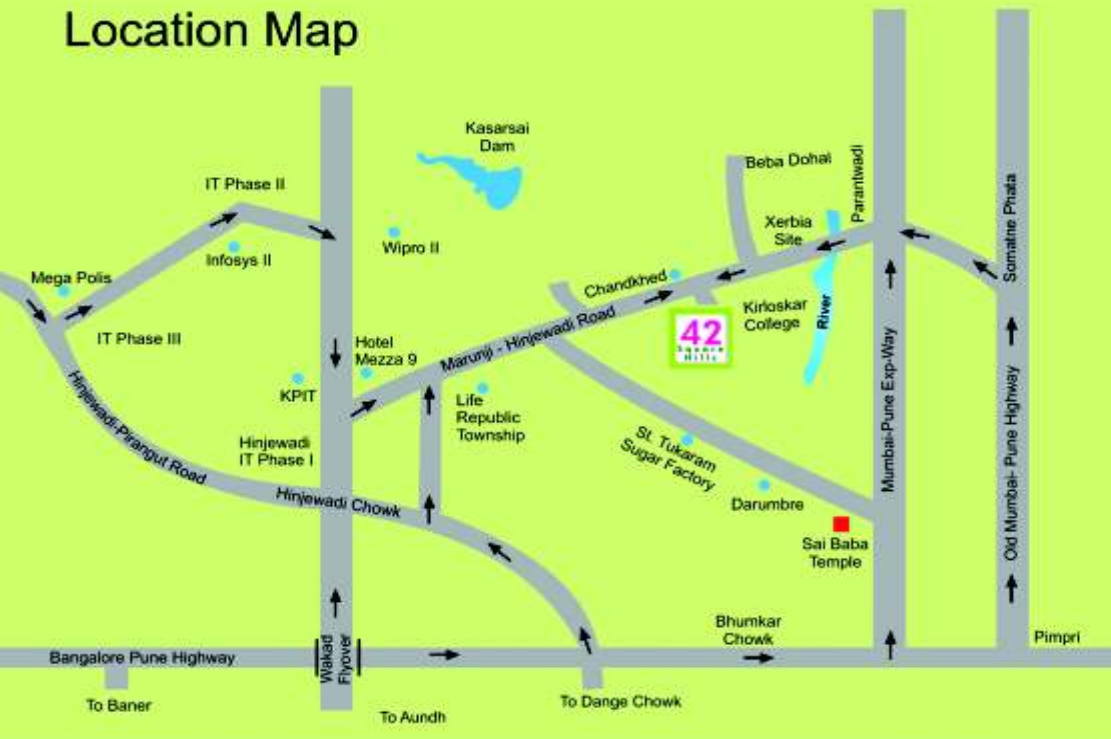 Location Map
Kasarsai
Dam
IT Phase II
Infosys II
Wipro II
Mega Polis
IT Phase III
Beba Dohal
Parantwadi
Xerbia
Site
Somatne Phata
Chandkhed
Kirloskar
College
River
42
Square
Hills
Marunji - Hinjewadi Road
Hotel
Mezza 9
KPIT
Life
Republic
Township
Hinjewadi
IT Phase I
Hinjewadi-Pirangut Road
Hinjewadi Chowk
St. Tukaram
Sugar Factory
Darumbre
Sai Baba
Temple
Mumbai-Pune Exp-Way
Old Mumbai- Pune Highway
Bhumkar
Chowk
Pimpri
Bangalore Pune Highway
Wakad
Flyover
To Baner
To Aundh
To Dange Chowk